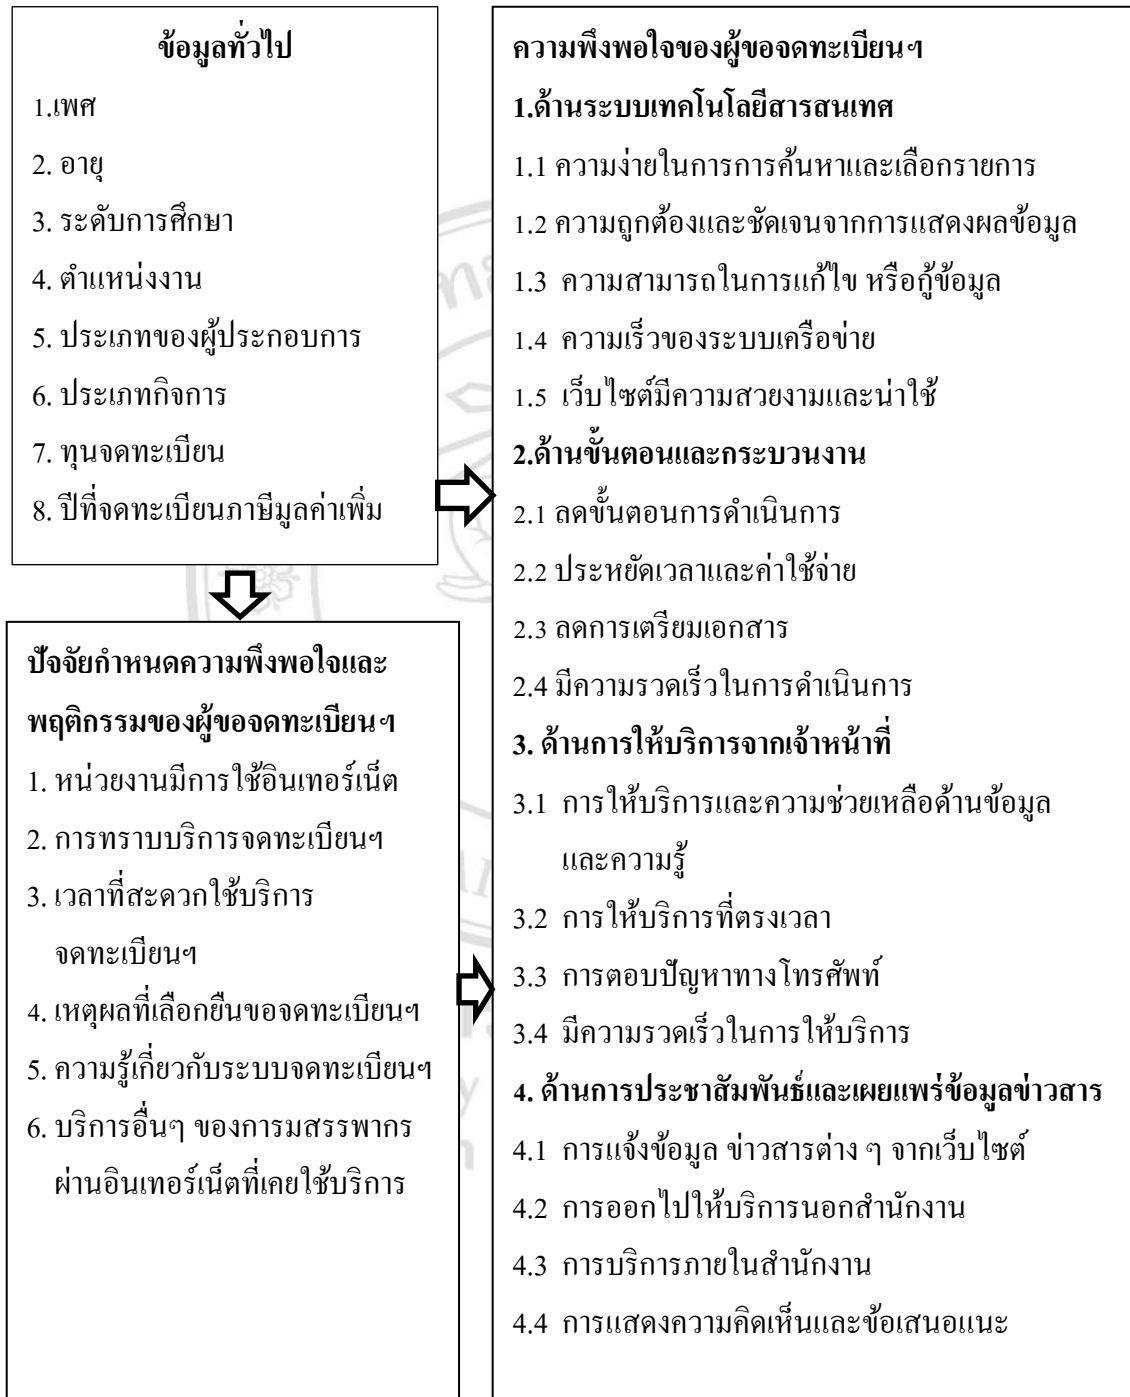 ข้อมูลทั่วไป
1.เพศ
2. อายุ
3. ระดับการศึกษา
4. ตำแหน่งงาน
5. ประเภทของผู้ประกอบการ
6. ประเภทกิจการ
7. ทุนจดทะเบียน
8. ปีที่จดทะเบียนภาษีมูลค่าเพิ่ม
ปัจจัยกำหนดความพึงพอใจและ
พฤติกรรมของผู้ขอจดทะเบียนฯ
1. หน่วยงานมีการใช้อินเทอร์เน็ต
2. การทราบบริการจดทะเบียนฯ
3. เวลาที่สะดวกใช้บริการ
จดทะเบียนฯ
4. เหตุผลที่เลือกยืนขอจดทะเบียนฯ
5. ความรู้เกี่ยวกับระบบจดทะเบียนฯ
6. บริการอื่นๆ ของการมสรรพากร
ผ่านอินเทอร์เน็ตที่เคยใช้บริการ
ความพึงพอใจของผู้ขอจดทะเบียนฯ
1.ด้านระบบเทคโนโลยีสารสนเทศ
1.1 ความง่ายในการการค้นหาและเลือกรายการ
1.2 ความถูกต้องและชัดเจนจากการแสดงผลข้อมูล
1.3 ความสามารถในการแก้ไข หรือกู้ข้อมูล
1.4 ความเร็วของระบบเครือข่าย
1.5 เว็บไซต์มีความสวยงามและน่าใช้
2.ด้านขั้นตอนและกระบวนงาน
2.1 ลดขั้นตอนการดำเนินการ
2.2 ประหยัดเวลาและค่าใช้จ่าย
2.3 ลดการเตรียมเอกสาร
2.4 มีความรวดเร็วในการดำเนินการ
3. ด้านการให้บริการจากเจ้าหน้าที่
3.1 การให้บริการและความช่วยเหลือด้านข้อมูล
และความรู้
3.2 การให้บริการที่ตรงเวลา
3.3 การตอบปัญหาทางโทรศัพท์
3.4 มีความรวดเร็วในการให้บริการ
4. ด้านการประชาสัมพันธ์และเผยแพร่ข้อมูลข่าวสาร
4.1 การแจ้งข้อมูล ข่าวสารต่าง ๆ จากเว็บไซต์
4.2 การออกไปให้บริการนอกสำนักงาน
4.3 การบริการภายในสำนักงาน
4.4 การแสดงความคิดเห็นและข้อเสนอแนะ